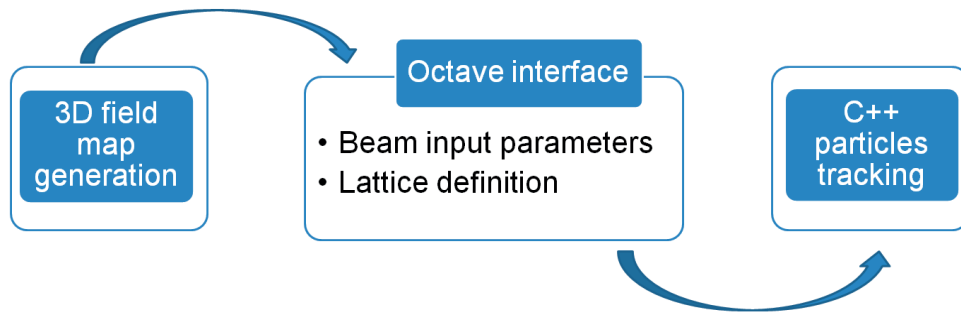 3D field
map
generation
Octave interface
• Beam input parameters
• Lattice definition
C++
particles
tracking